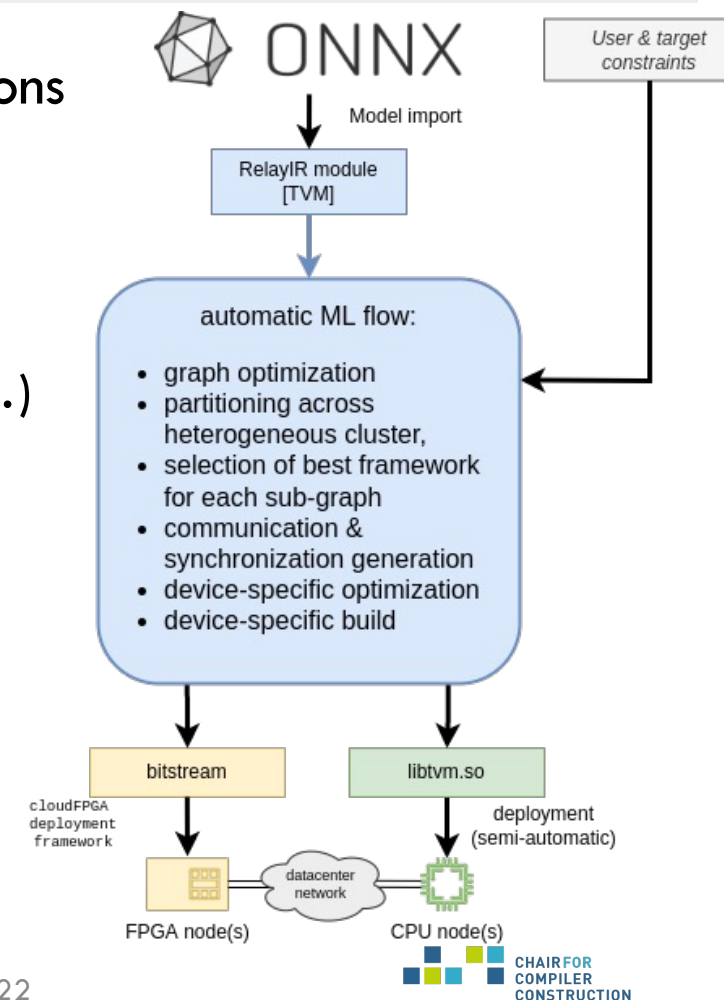 ONNX
User & target
constraints
ons
Model import
RelayIR module
[TVM]
automatic ML flow:
• graph optimization
.)
• partitioning across
heterogeneous cluster,
• selection of best framework
for each sub-graph
• communication &
synchronization generation
• device-specific optimization
• device-specific build
bitstream
libtvm.so
cloudFPGA
deployment
framework
deployment
(semi-automatic)
datacenter
network
FPGA node(s)
CPU node(s)
22
CHAIR FOR
COMPILER
CONSTRUCTION